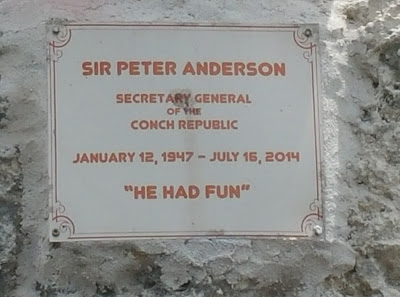 SIR PETER ANDERSON
SECRETARY GENERAL
OF THE
CONCH REPUBLIC
JANUARY 12, 1947 – JULY 16, 2014
"HE HAD FUN"